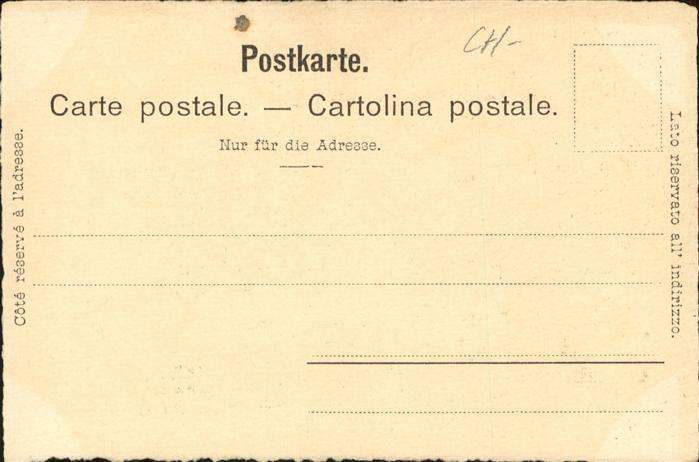 CH-
Postkarte.
Carte postale. — Cartolina postale.
Nur für die Adresse.
Côté réservé à l'adresse.
Lato riservato all' indirizzo.